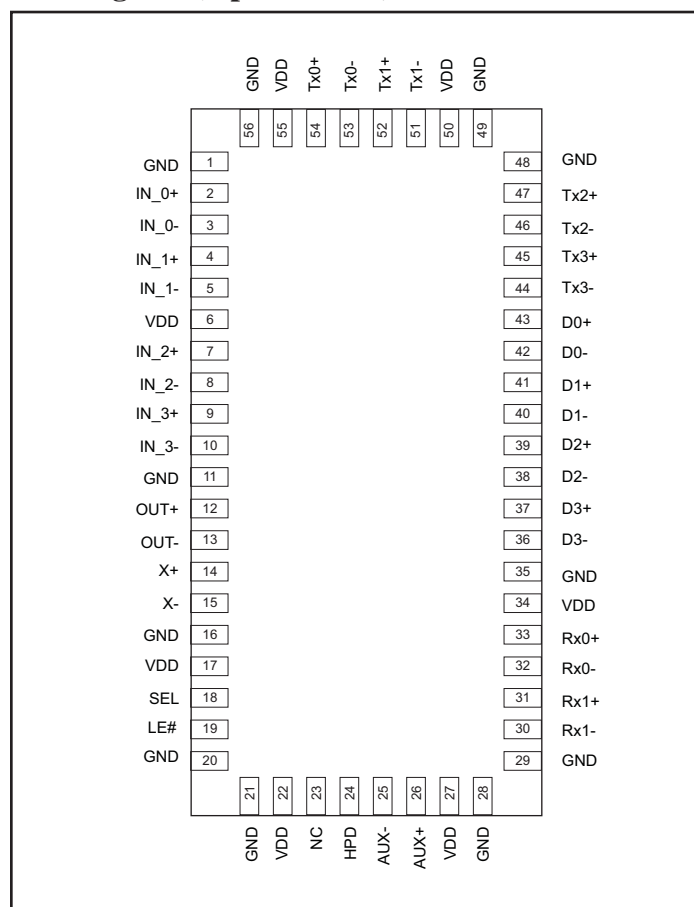 GND VDD Tx0+ Tx0- Tx1+ Tx1- VDD GND
56 55 54 53 52 51 50 49
GND 1 48 GND
IN_0+ 2 47 Tx2+
IN_0- 3 46 Tx2-
IN_1+ 4 45 Tx3+
IN_1- 5 44 Tx3-
VDD 6 43 D0+
IN_2+ 7 42 D0-
IN_2- 8 41 D1+
IN_3+ 9 40 D1-
IN_3- 10 39 D2+
GND 11 38 D2-
OUT+ 12 37 D3+
OUT- 13 36 D3-
X+ 14 35 GND
X- 15 34 VDD
GND 16 33 Rx0+
VDD 17 32 Rx0-
SEL 18 31 Rx1+
LE# 19 30 Rx1-
GND 20 29 GND
21 22 23 24 25 26 27 28
GND VDD NC HPD AUX- AUX+ VDD GND